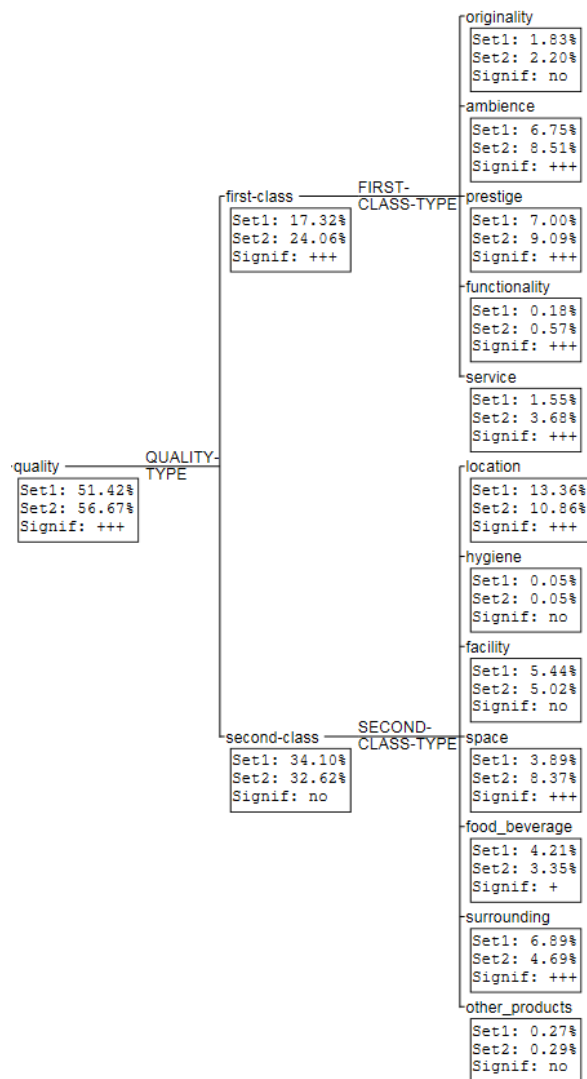 originality
Set1: 1.83%
Set2: 2.20%
Signif: no
ambience
Set1: 6.75%
Set2: 8.51%
Signif: +++
first-class
FIRST-
CLASS-TYPE
prestige
Set1: 17.32%
Set2: 24.06%
Signif: +++
Set1: 7.00%
Set2: 9.09%
Signif: +++
functionality
Set1: 0.18%
Set2: 0.57%
Signif: +++
service
Set1: 1.55%
Set2: 3.68%
Signif: +++
quality
QUALITY-
TYPE
Set1: 51.42%
Set2: 56.67%
Signif: +++
location
Set1: 13.36%
Set2: 10.86%
Signif: +++
hygiene
Set1: 0.05%
Set2: 0.05%
Signif: no
facility
Set1: 5.44%
Set2: 5.02%
Signif: no
second-class
SECOND-
CLASS-TYPE
space
Set1: 34.10%
Set2: 32.62%
Signif: no
Set1: 3.89%
Set2: 8.37%
Signif: +++
food_beverage
Set1: 4.21%
Set2: 3.35%
Signif: +
surrounding
Set1: 6.89%
Set2: 4.69%
Signif: +++
other_products
Set1: 0.27%
Set2: 0.29%
Signif: no